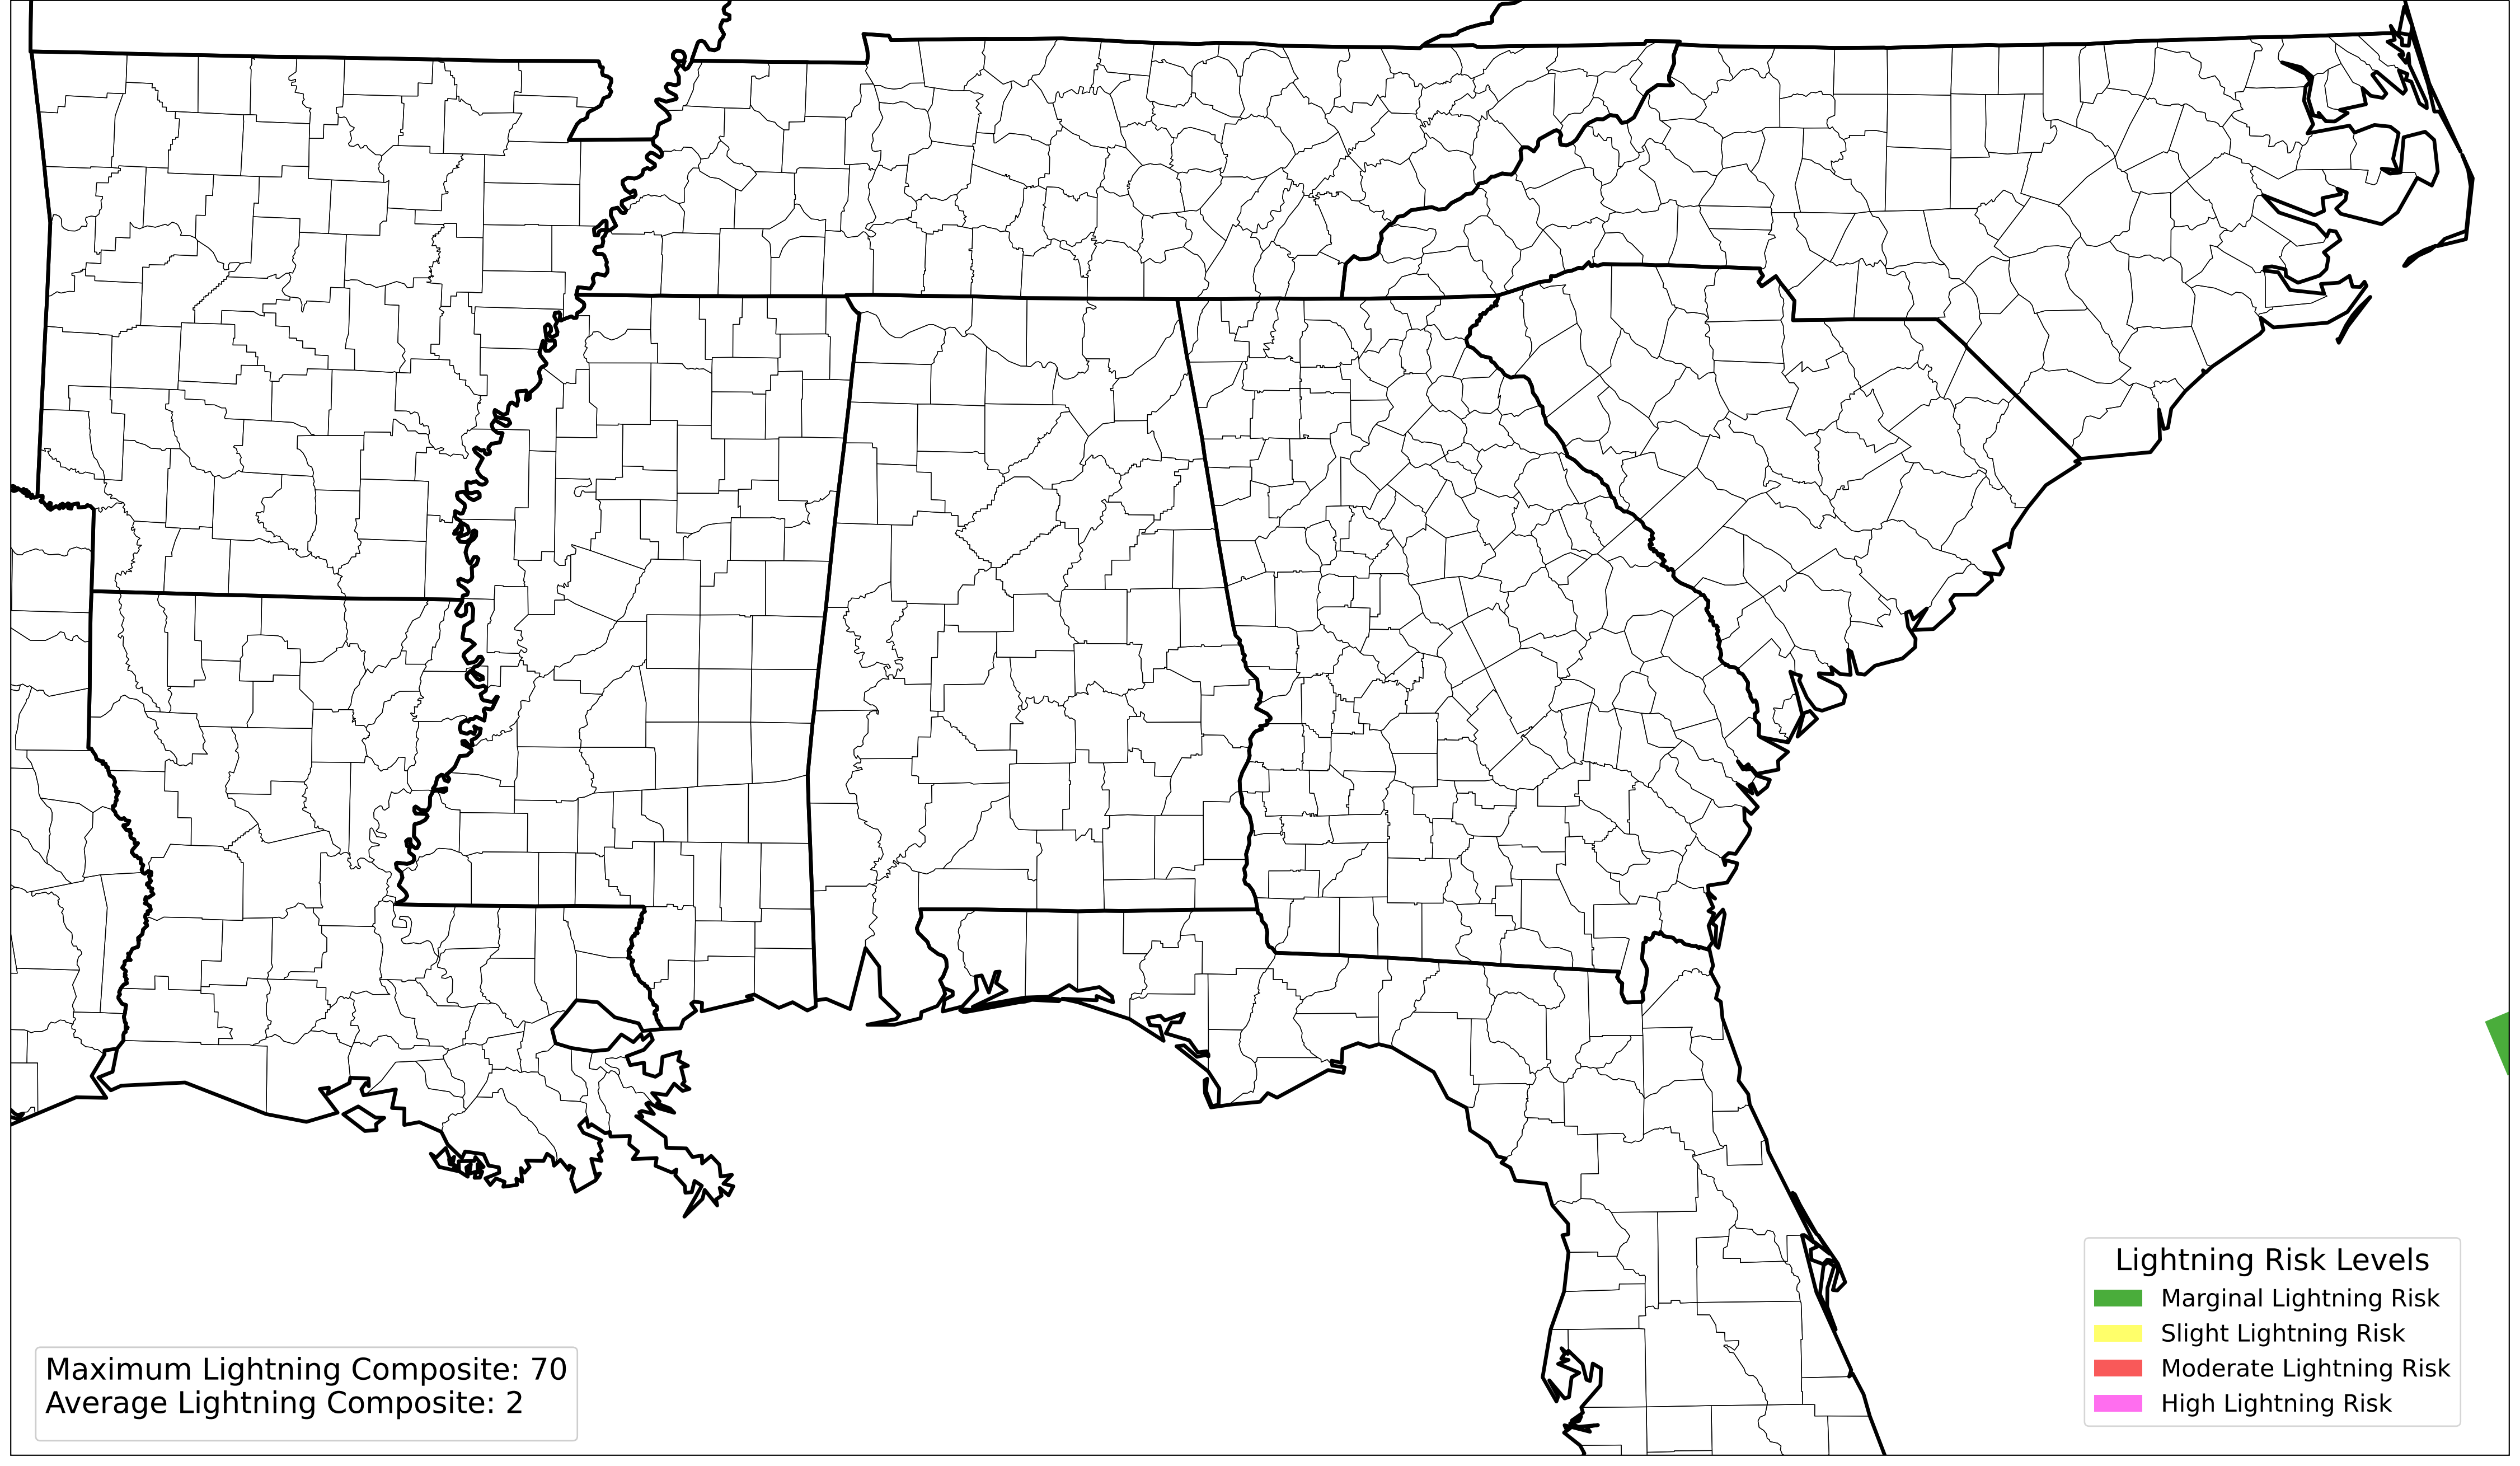 Maximum Lightning Composite: 70
Average Lightning Composite: 2
Lightning Risk Levels
Marginal Lightning Risk
Slight Lightning Risk
Moderate Lightning Risk
High Lightning Risk